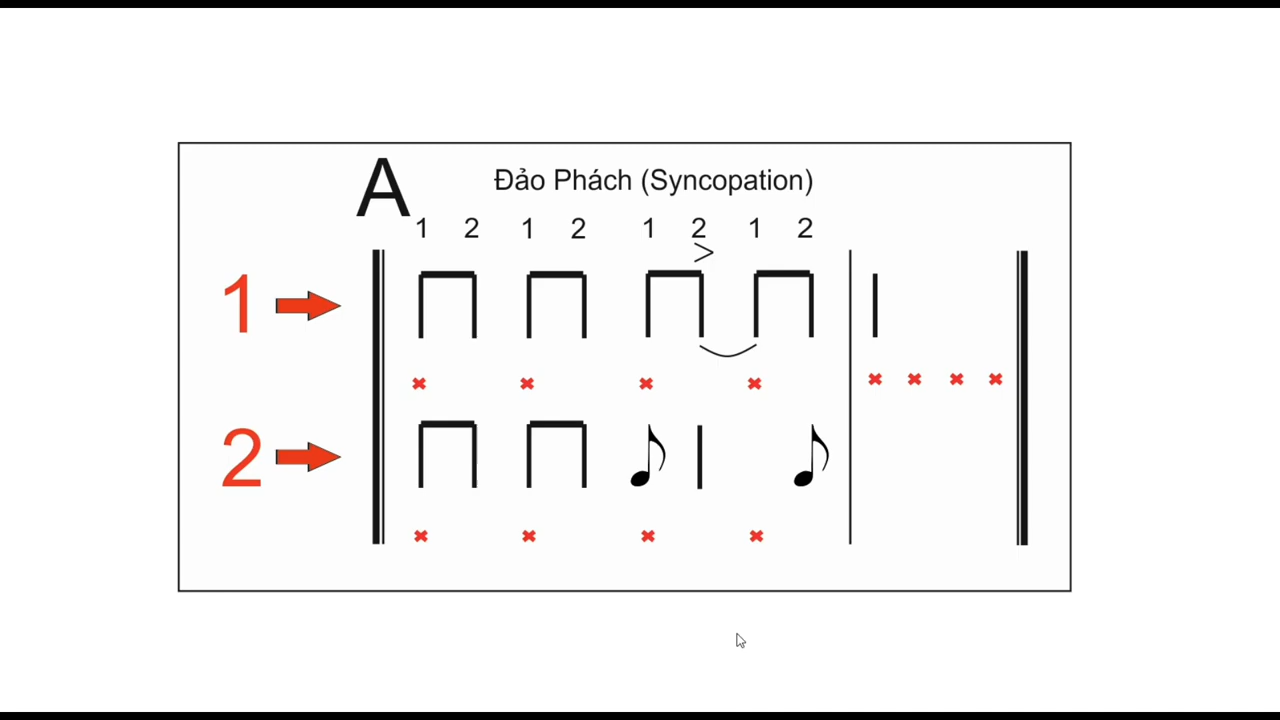 A
Đảo Phách (Syncopation)
1 2 1 2 1 2 1 2
1
2